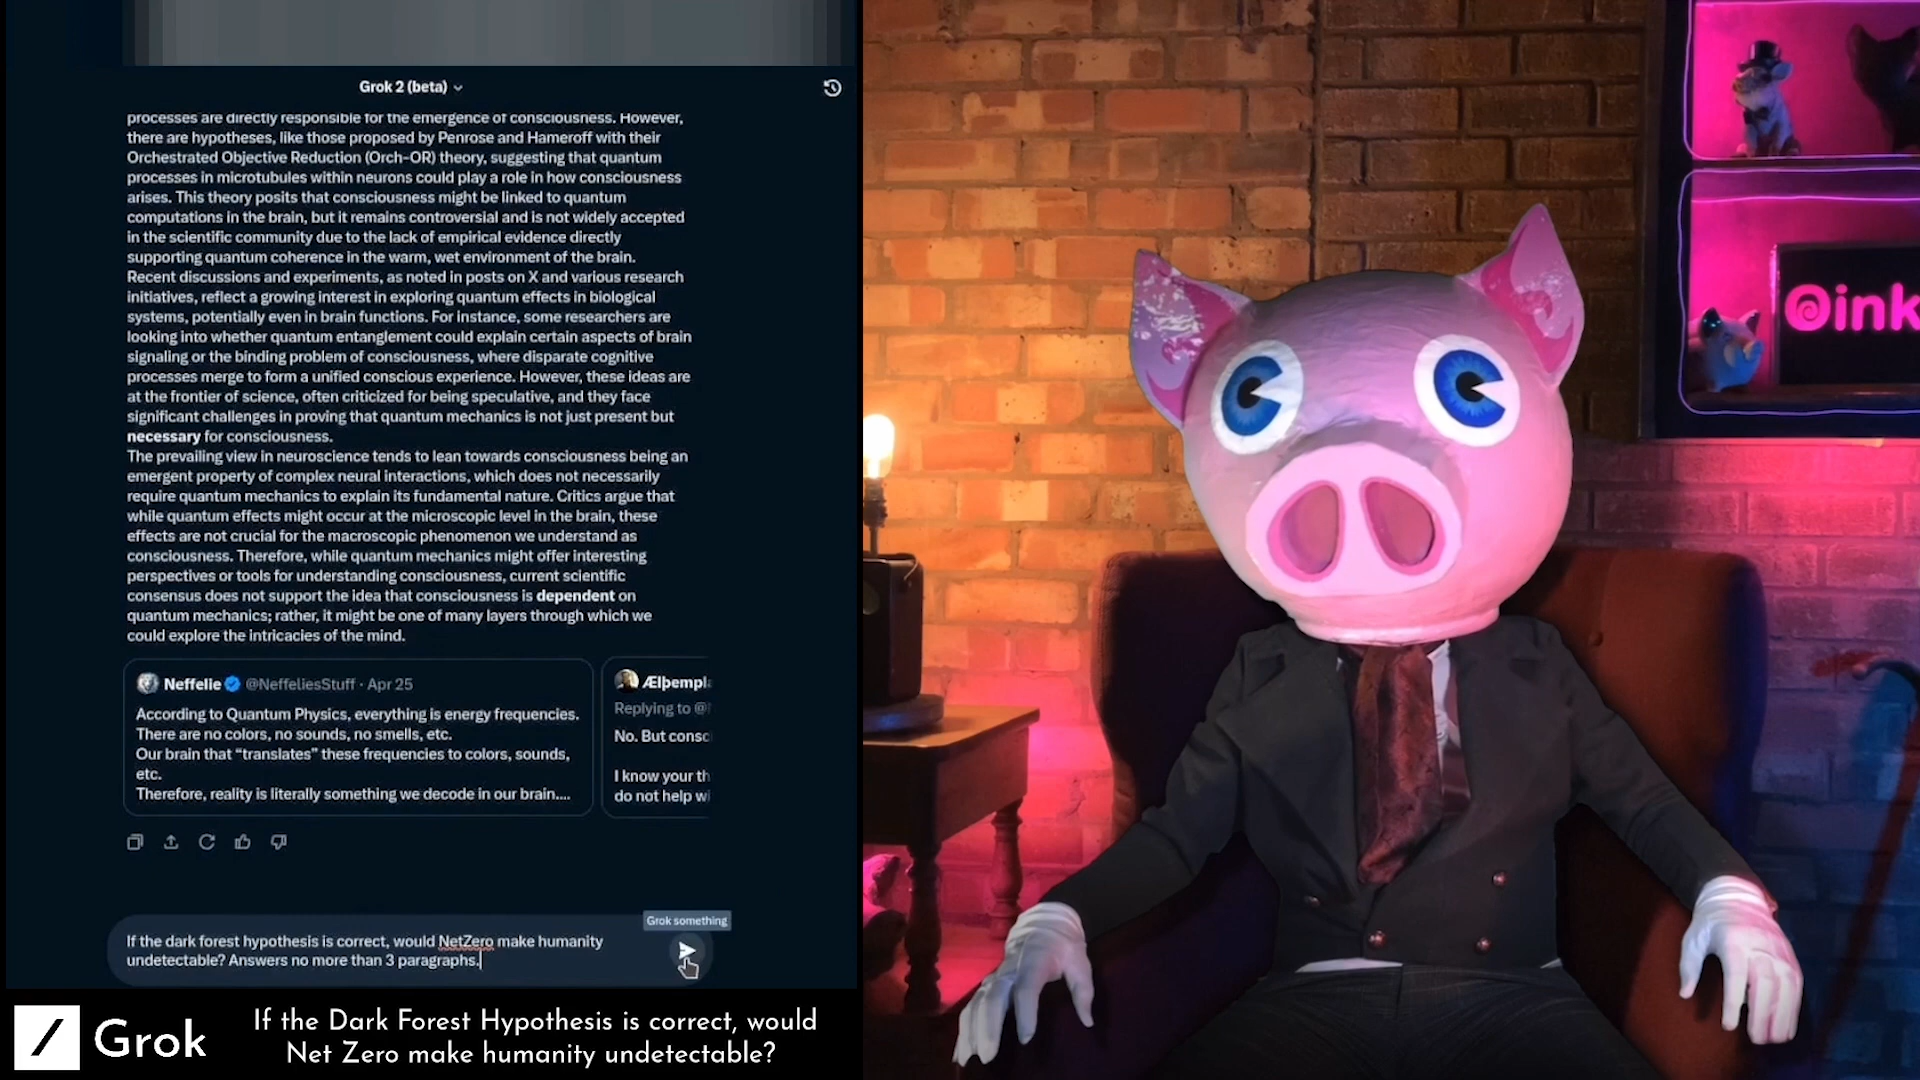 Grok 2 (beta)
processes are directly responsible for the emergence of consciousness. However,
there are hypotheses, like those proposed by Penrose and Hameroff with their
Orchestrated Objective Reduction (Orch-OR) theory, suggesting that quantum
processes in microtubules within neurons could play a role in how consciousness
arises. This theory posits that consciousness might be linked to quantum
computations in the brain, but it remains controversial and is not widely accepted
in the scientific community due to the lack of empirical evidence directly
supporting quantum coherence in the warm, wet environment of the brain.
Recent discussions and experiments, as noted in posts on X and various research
initiatives, reflect a growing interest in exploring quantum effects in biological
systems, potentially even in brain functions. For instance, some researchers are
looking into whether quantum entanglement could explain certain aspects of brain
signaling or the binding problem of consciousness, where disparate cognitive
processes merge to form a unified conscious experience. However, these ideas are
at the frontier of science, often criticized for being speculative, and they face
significant challenges in proving that quantum mechanics is not just present but
necessary for consciousness.
The prevailing view in neuroscience tends to lean towards consciousness being an
emergent property of complex neural interactions, which does not necessarily
require quantum mechanics to explain its fundamental nature. Critics argue that
while quantum effects might occur at the microscopic level in the brain, these
effects are not crucial for the macroscopic phenomenon we understand as
consciousness. Therefore, while quantum mechanics might offer interesting
perspectives or tools for understanding consciousness, current scientific
consensus does not support the idea that consciousness is dependent on
quantum mechanics; rather, it might be one of many layers through which we
could explore the intricacies of the mind.
Neffelie @NeffeliesStuff · Apr 25
According to Quantum Physics, everything is energy frequencies.
There are no colors, no sounds, no smells, etc.
Our brain that “translates” these frequencies to colors, sounds,
etc.
Therefore, reality is literally something we decode in our brain....
Ælþempla
Replying to @
No. But consc
I know your th
do not help wi
Grok something
If the dark forest hypothesis is correct, would NetZero make humanity
undetectable? Answers no more than 3 paragraphs.
Grok
If the Dark Forest Hypothesis is correct, would
Net Zero make humanity undetectable?
Oink